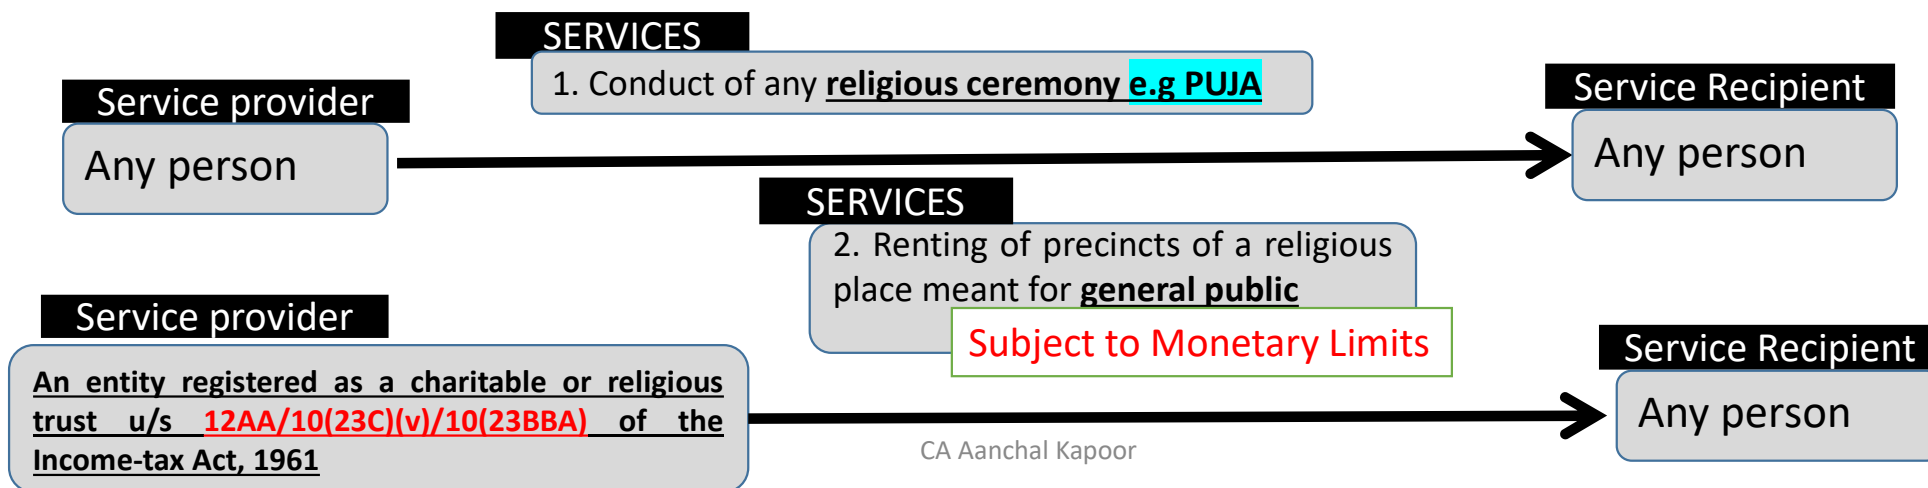 SERVICES
1. Conduct of any religious ceremony e.g PUJA
Service provider
Any person
Service Recipient
Any person
SERVICES
2. Renting of precincts of a religious
place meant for general public
Subject to Monetary Limits
Service provider
An entity registered as a charitable or religious
trust u/s 12AA/10(23C)(v)/10(23BBA) of the
Income-tax Act, 1961
Service Recipient
Any person
CA Aanchal Kapoor